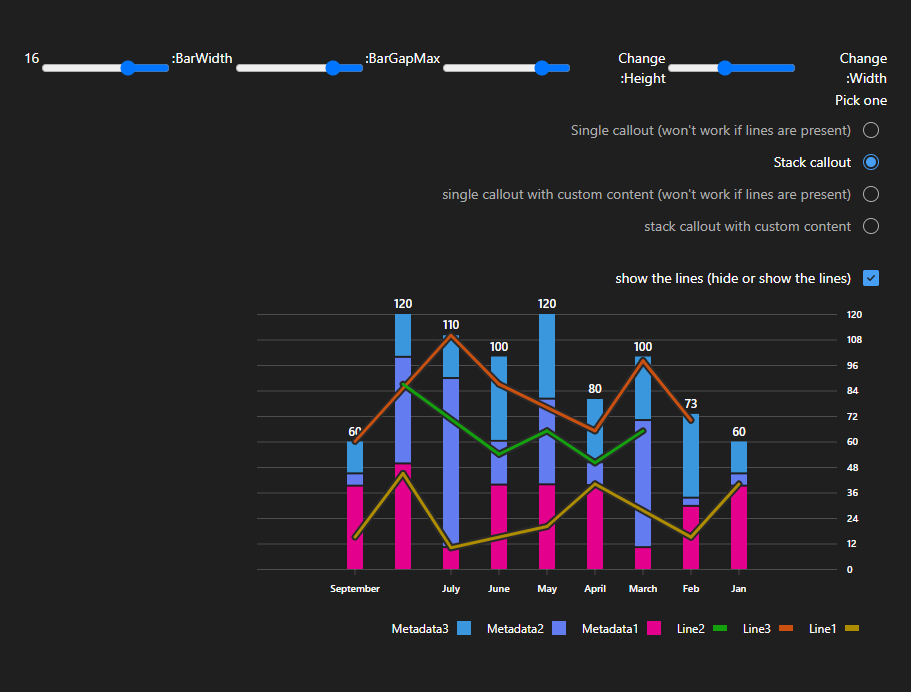 16
:BarWidth
:BarGapMax
Change
:Height
Change
:Width
Pick one
Single callout (won't work if lines are present)
Stack callout
single callout with custom content (won't work if lines are present)
stack callout with custom content
show the lines (hide or show the lines)
120
120
110
100
100
80
73
60
60
120
108
96
84
72
60
48
36
24
12
0
September
July
June
May
April
March
Feb
Jan
Metadata3
Metadata2
Metadata1
Line2
Line3
Line1